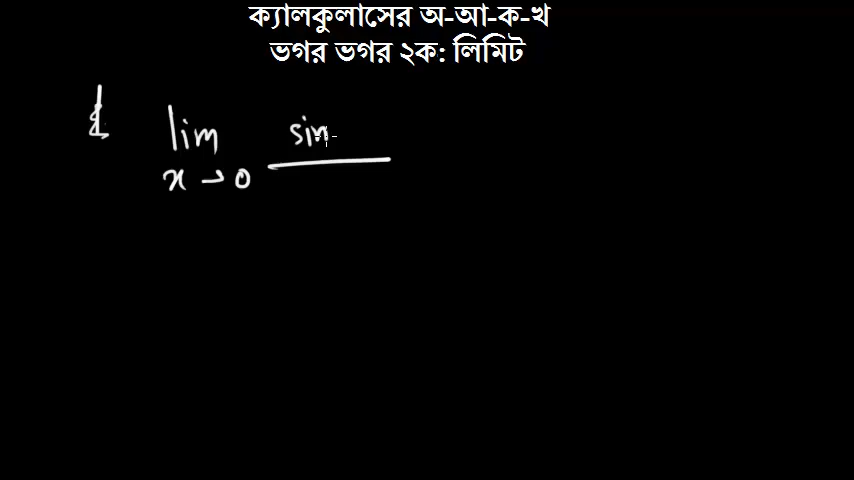 ক্যালকুলাসের অ-আ-ক-খ
ভগর ভগর ২ক: লিমিট
lim sin
x → 0